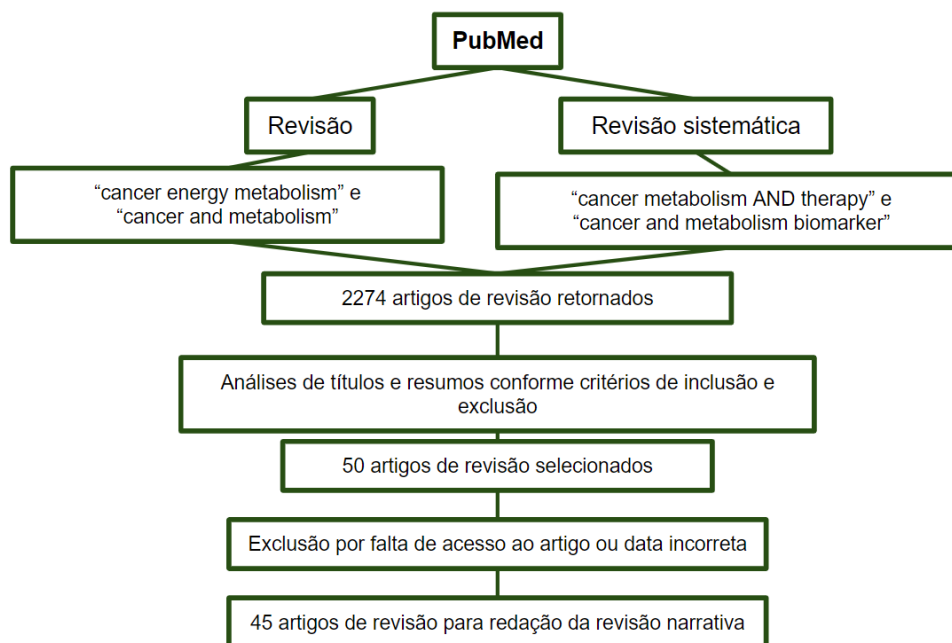 PubMed
Revisão
Revisão sistemática
“cancer energy metabolism” e
“cancer and metabolism”
“cancer metabolism AND therapy” e
“cancer and metabolism biomarker”
2274 artigos de revisão retornados
Análises de títulos e resumos conforme critérios de inclusão e
exclusão
50 artigos de revisão selecionados
Exclusão por falta de acesso ao artigo ou data incorreta
45 artigos de revisão para redação da revisão narrativa